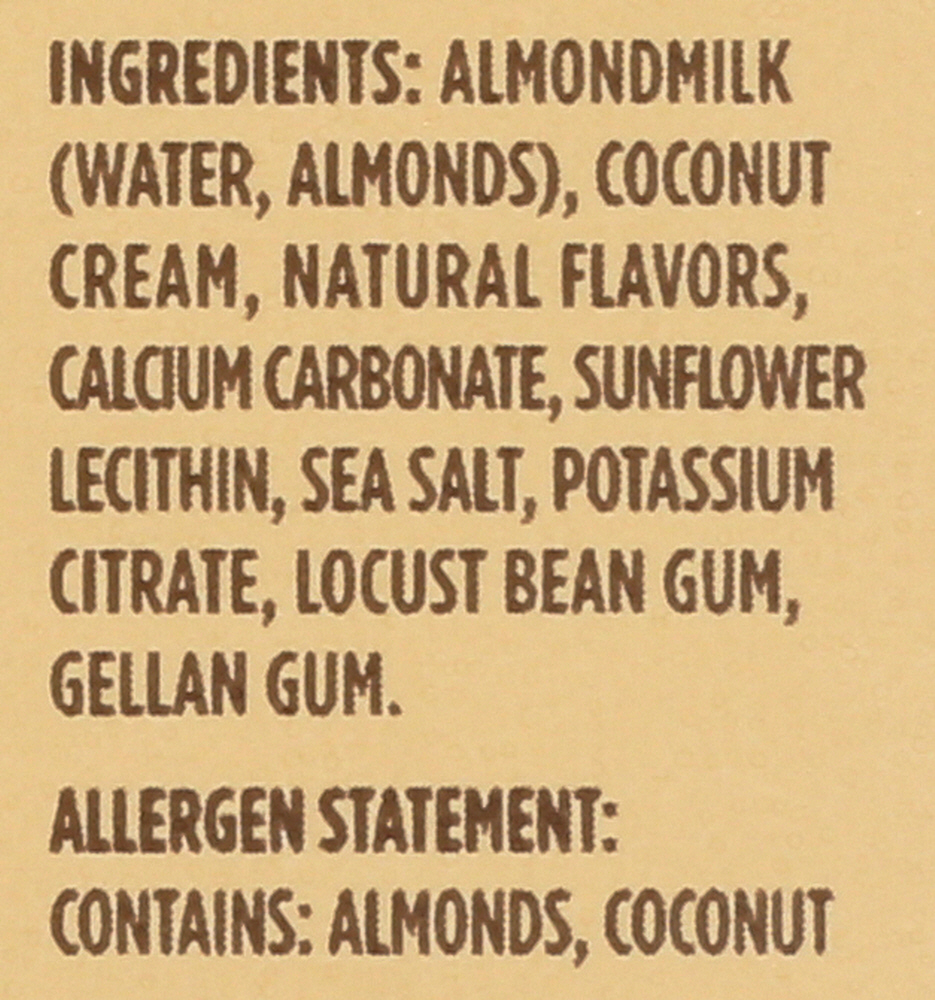 INGREDIENTS: ALMONDMILK
(WATER, ALMONDS), COCONUT
CREAM, NATURAL FLAVORS,
CALCIUM CARBONATE, SUNFLOWER
LECITHIN, SEA SALT, POTASSIUM
CITRATE, LOCUST BEAN GUM,
GELLAN GUM.
ALLERGEN STATEMENT:
CONTAINS: ALMONDS, COCONUT